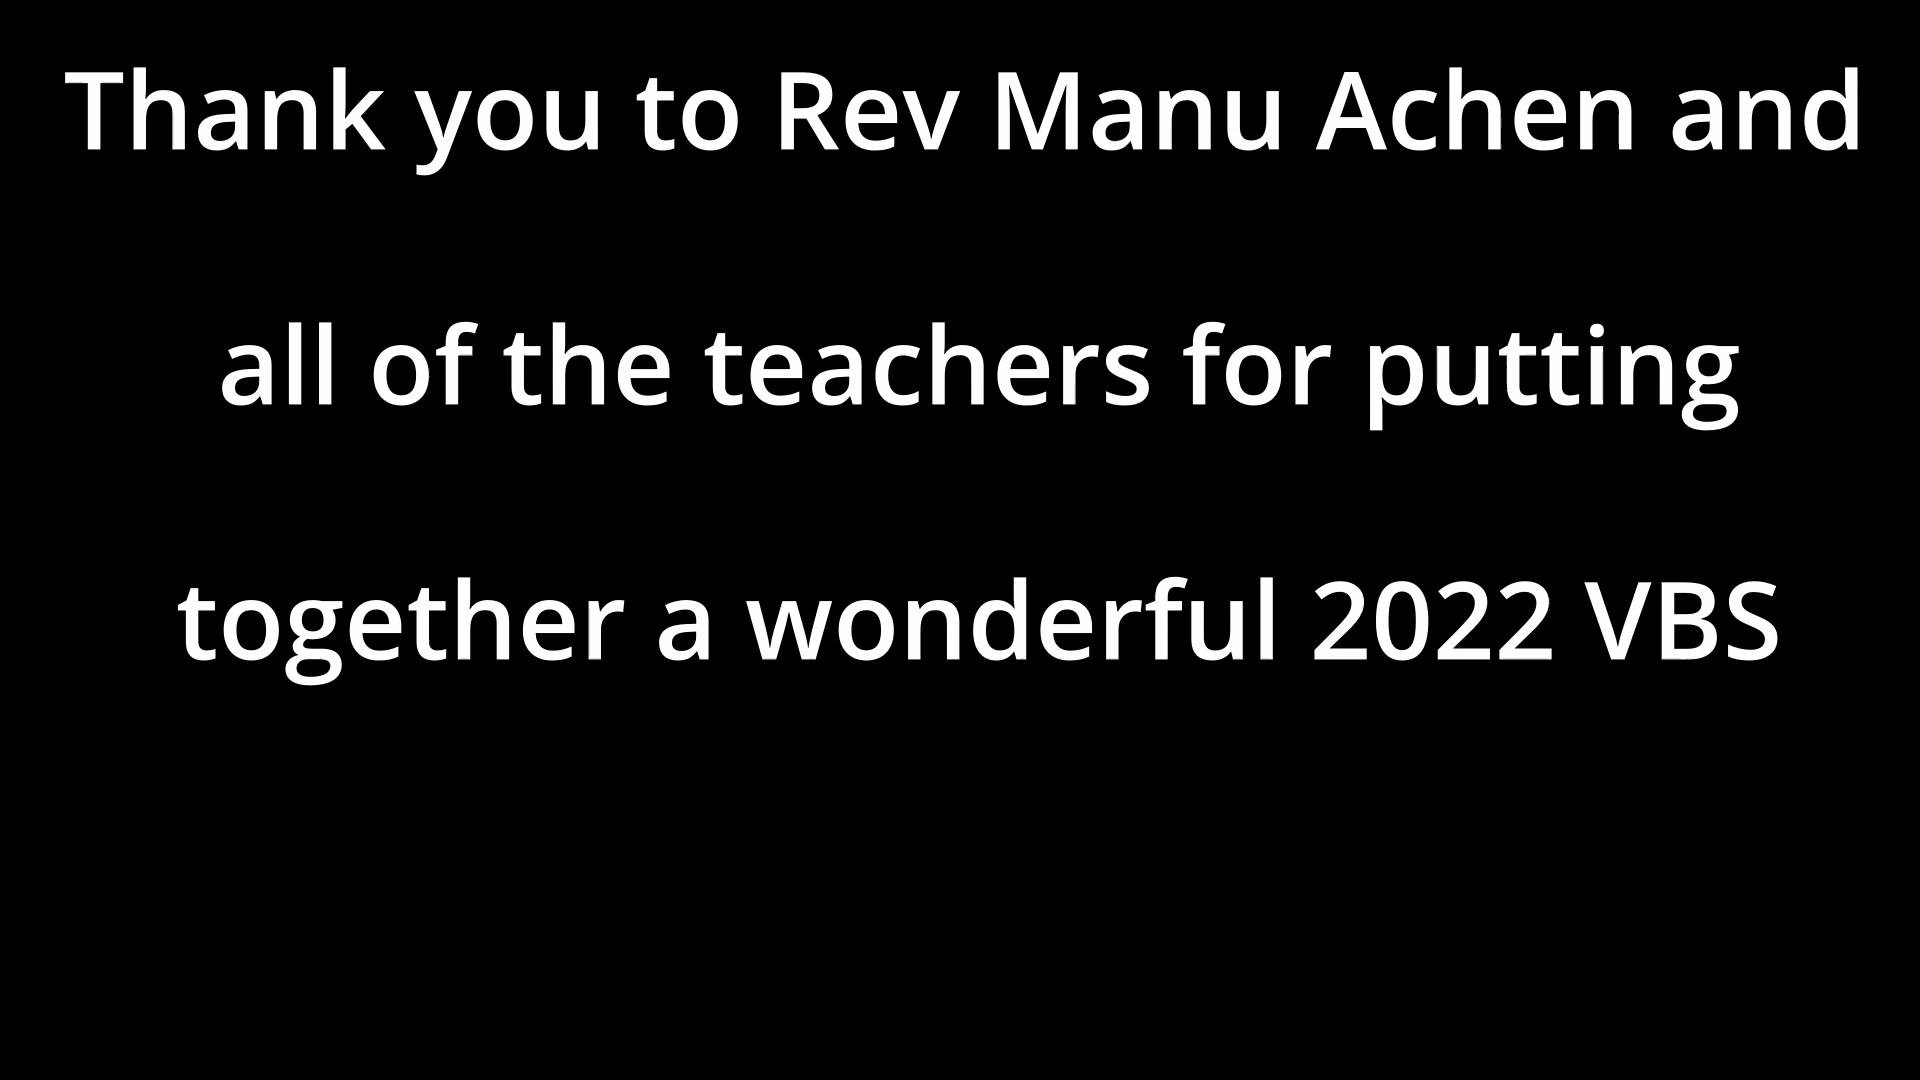 Thank you to Rev Manu Achen and
all of the teachers for putting
together a wonderful 2022 VBS